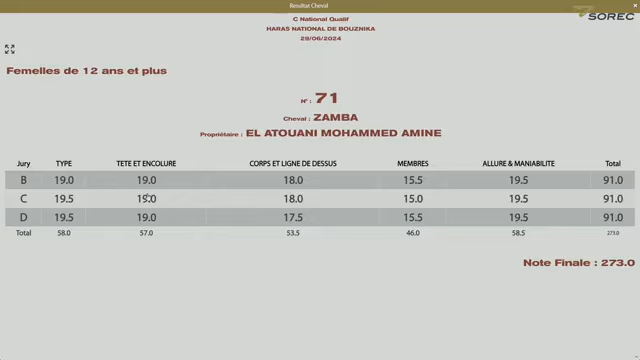 Resultat Cheval
SOREC
C National Qualif
HARAS NATIONAL DE BOUZNIKA
29/06/2024
Femelles de 12 ans et plus
N° : 71
Cheval : ZAMBA
Propriétaire : EL ATOUANI MOHAMMED AMINE
Jury TYPE TETE ET ENCOLURE CORPS ET LIGNE DE DESSUS MEMBRES ALLURE & MANIABILITE Total
B 19.0 19.0 18.0 15.5 19.5 91.0
C 19.5 19.0 18.0 15.0 19.5 91.0
D 19.5 19.0 17.5 15.5 19.5 91.0
Total 58.0 57.0 53.5 46.0 58.5 273.0
Note Finale : 273.0